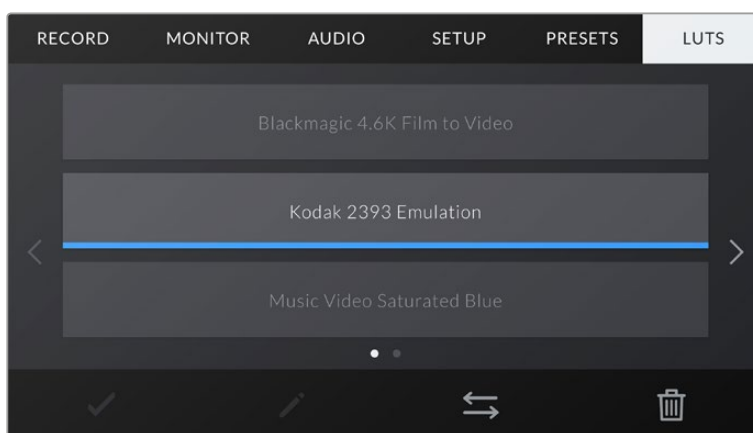 RECORD MONITOR AUDIO SETUP PRESETS LUTS
Blackmagic 4.6K Film to Video
Kodak 2393 Emulation
Music Video Saturated Blue